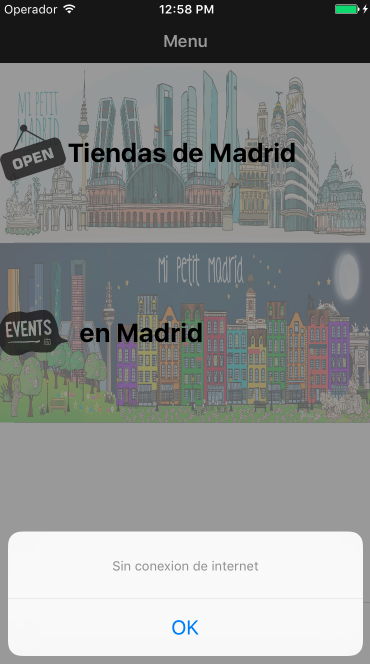 Operador 12:58 PM
Menu
MI PETIT
MADRID
OPEN
Tiendas de Madrid
Mi Petit Madrid
EVENTS
en Madrid
Sin conexion de internet
OK